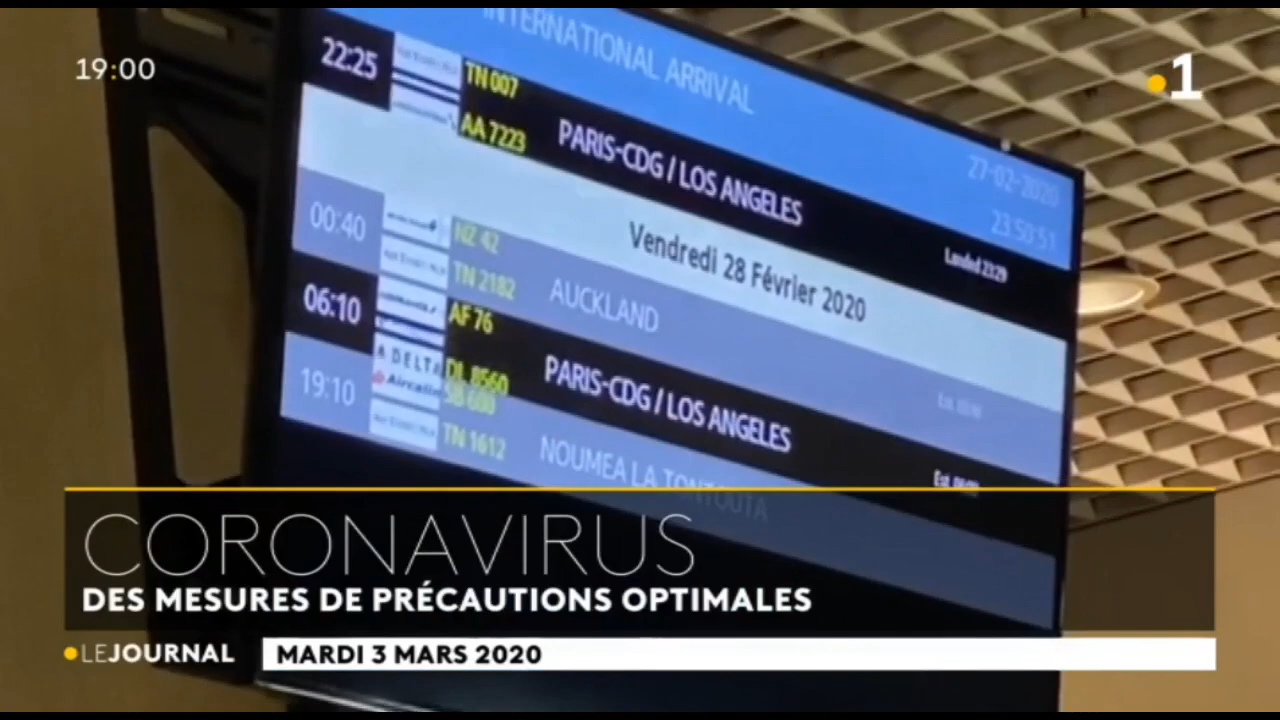 19:00
1
INTERNATIONAL ARRIVAL
27-02-2020
23:50:51
22:25
TN 007
AA 7223
PARIS-CDG / LOS ANGELES
Landed 23:29
Vendredi 28 Février 2020
00:40
NZ 42
TN 2182
AUCKLAND
06:10
AF 76
DELTA
DL 8560
PARIS-CDG / LOS ANGELES
19:10
Aircalin
SB 600
TN 1612
NOUMEA LA TONTOUTA
CORONAVIRUS
DES MESURES DE PRÉCAUTIONS OPTIMALES
LEJOURNAL
MARDI 3 MARS 2020